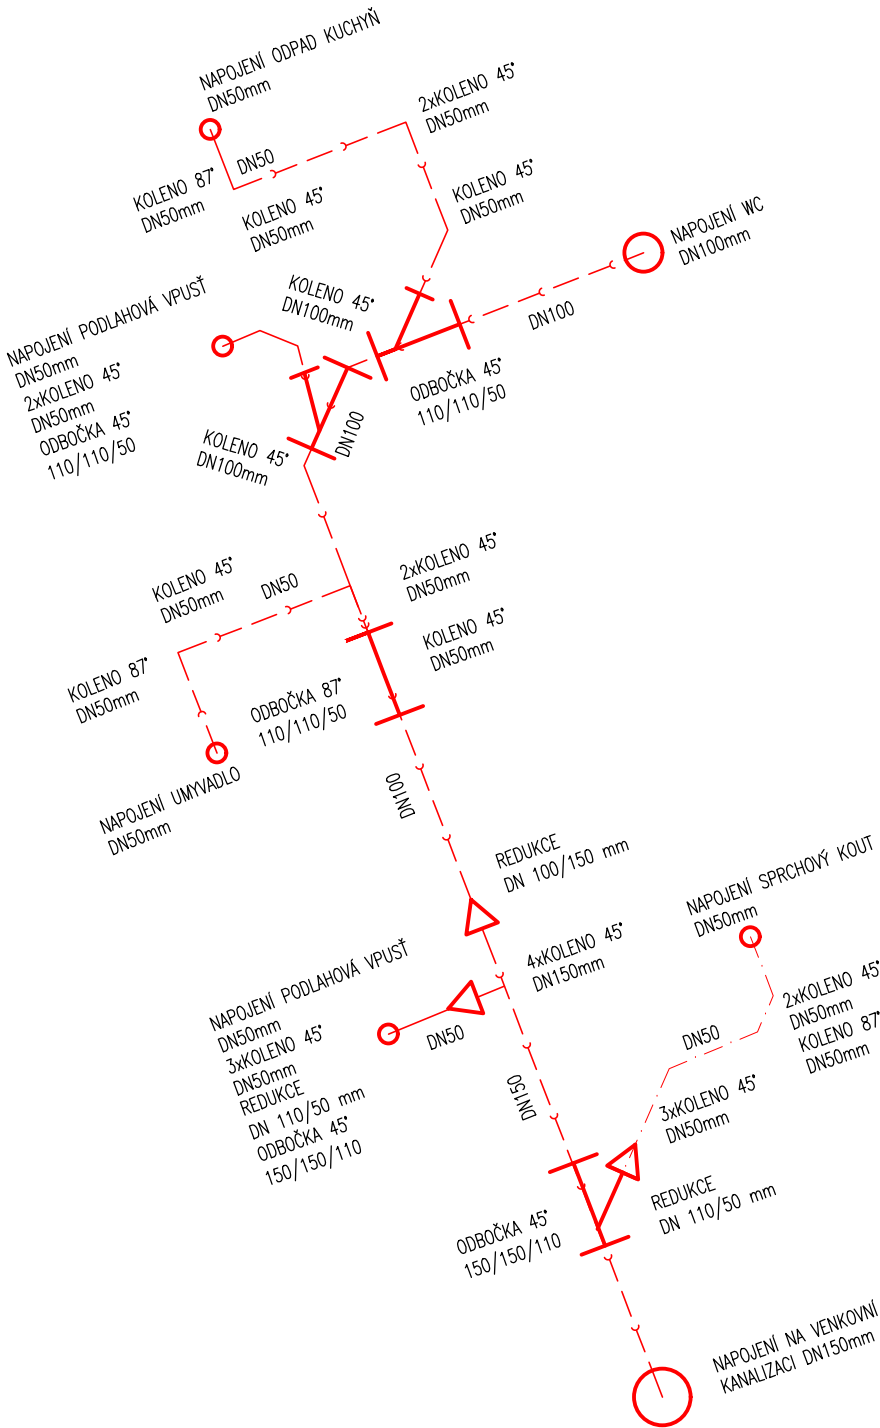 NAPOJENÍ ODPAD KUCHYŇ
DN50mm
2xKOLENO 45°
DN50mm
DN50
KOLENO 87°
DN50mm
KOLENO 45°
DN50mm
KOLENO 45°
DN50mm
NAPOJENÍ WC
DN100mm
KOLENO 45°
DN100mm
DN100
NAPOJENÍ PODLAHOVÁ VPUSŤ
DN50mm
2xKOLENO 45°
DN50mm
ODBOČKA 45°
110/110/50
ODBOČKA 45°
110/110/50
KOLENO 45°
DN100mm
DN100
KOLENO 45°
DN50mm
DN50
2xKOLENO 45°
DN50mm
KOLENO 45°
DN50mm
KOLENO 87°
DN50mm
ODBOČKA 87°
110/110/50
NAPOJENÍ UMYVADLO
DN50mm
DN100
REDUKCE
DN 100/150 mm
NAPOJENÍ SPRCHOVÝ KOUT
DN50mm
4xKOLENO 45°
DN150mm
NAPOJENÍ PODLAHOVÁ VPUSŤ
DN50mm
3xKOLENO 45°
DN50mm
REDUKCE
DN 110/50 mm
ODBOČKA 45°
150/150/110
DN50
2xKOLENO 45°
DN50mm
KOLENO 87°
DN50mm
DN50
DN150
3xKOLENO 45°
DN50mm
REDUKCE
DN 110/50 mm
ODBOČKA 45°
150/150/110
NAPOJENÍ NA VENKOVNÍ
KANALIZACI DN150mm